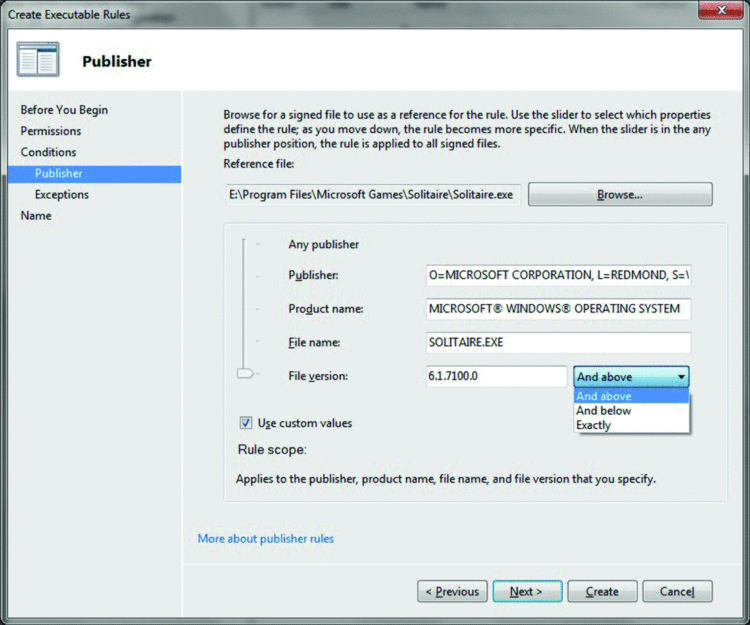 Create Executable Rules
Publisher
Before You Begin
Permissions
Conditions
Publisher
Exceptions
Name
Browse for a signed file to use as a reference for the rule. Use the slider to select which properties
define the rule; as you move down, the rule becomes more specific. When the slider is in the any
publisher position, the rule is applied to all signed files.
Reference file:
E:\Program Files\Microsoft Games\Solitaire\Solitaire.exe
Browse...
Any publisher
Publisher:
O=MICROSOFT CORPORATION, L=REDMOND, S=
Product name:
MICROSOFT® WINDOWS® OPERATING SYSTEM
File name:
SOLITAIRE.EXE
File version:
6.1.7100.0
And above
And above
And below
Exactly
Use custom values
Rule scope:
Applies to the publisher, product name, file name, and file version that you specify.
More about publisher rules
< Previous
Next >
Create
Cancel